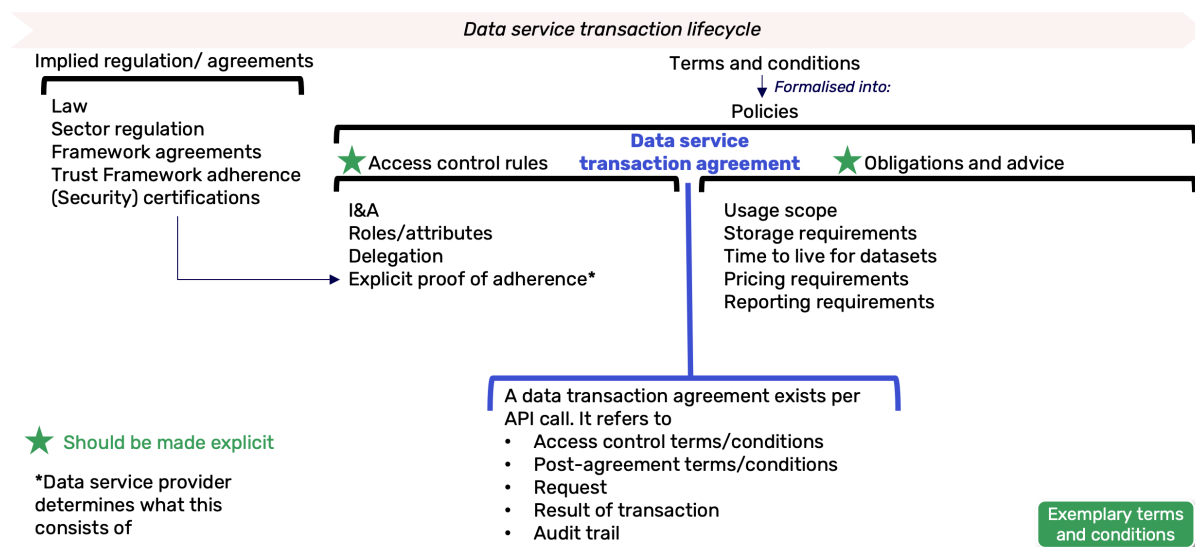 Data service transaction lifecycle
Implied regulation/ agreements
Law
Sector regulation
Framework agreements
Trust Framework adherence
(Security) certifications
Terms and conditions
Formalised into:
Policies
Data service
transaction agreement
Access control rules
I&A
Roles/attributes
Delegation
Explicit proof of adherence*
Obligations and advice
Usage scope
Storage requirements
Time to live for datasets
Pricing requirements
Reporting requirements
A data transaction agreement exists per
API call. It refers to
• Access control terms/conditions
• Post-agreement terms/conditions
• Request
• Result of transaction
• Audit trail
Should be made explicit
*Data service provider
determines what this
consists of
Exemplary terms
and conditions